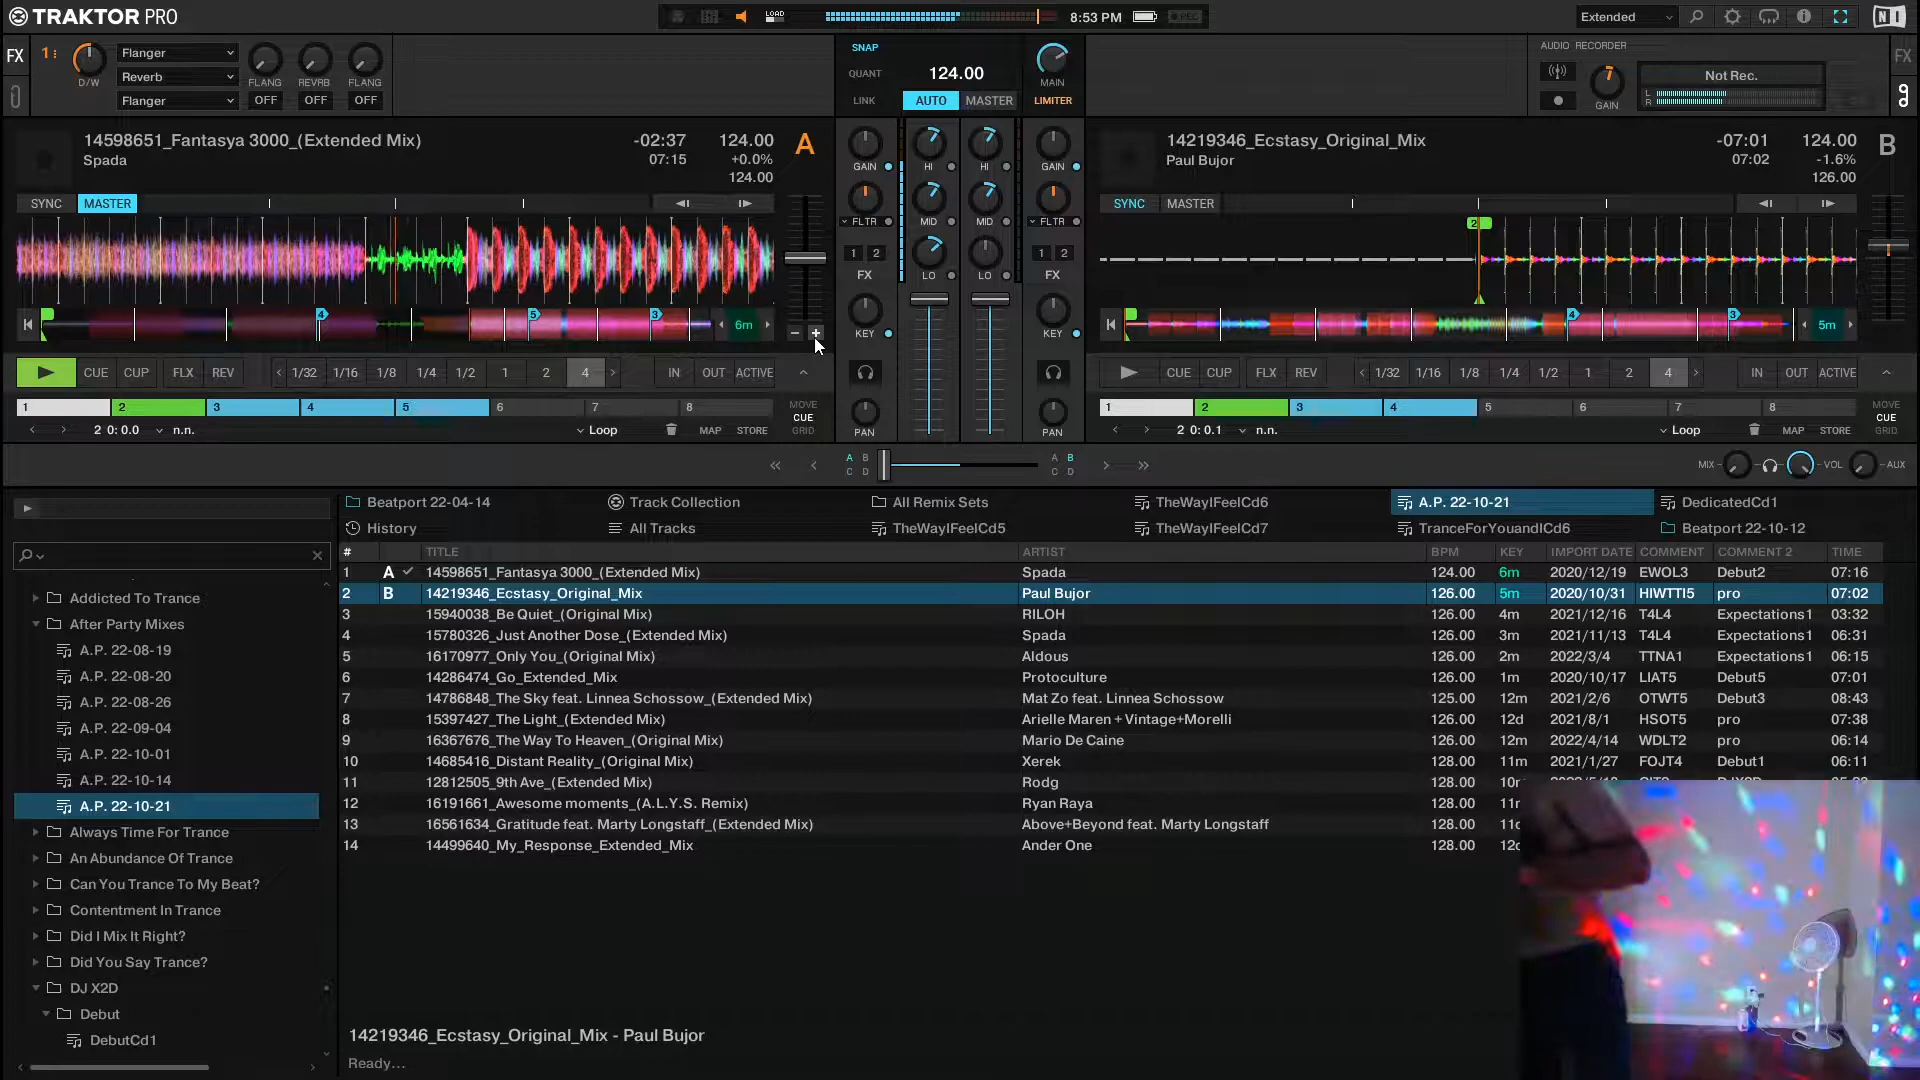 TRAKTOR PRO
LOAD
8:53 PM
REC
Extended
FX
1
D/W
Flanger
Reverb
Flanger
FLANG
REVRB
FLANG
OFF
OFF
OFF
SNAP
QUANT
LINK
124.00
AUTO
MASTER
MAIN
LIMITER
AUDIO RECORDER
GAIN
Not Rec.
L
R
FX
14598651_Fantasya 3000_(Extended Mix)
Spada
-02:37
07:15
124.00
+0.0%
124.00
A
SYNC
MASTER
4
5
3
6m
CUE
CUP
FLX
REV
1/32
1/16
1/8
1/4
1/2
1
2
4
IN
OUT
ACTIVE
1
2
3
4
5
6
7
8
MOVE
CUE
GRID
2 0: 0.0
n.n.
Loop
MAP
STORE
GAIN
HI
HI
GAIN
FLTR
MID
MID
FLTR
1 2
FX
LO
LO
1 2
FX
KEY
KEY
PAN
PAN
14219346_Ecstasy_Original_Mix
Paul Bujor
-07:01
07:02
124.00
-1.6%
126.00
B
SYNC
MASTER
2
4
3
5m
CUE
CUP
FLX
REV
1/32
1/16
1/8
1/4
1/2
1
2
4
IN
OUT
ACTIVE
1
2
3
4
5
6
7
8
MOVE
CUE
GRID
2 0: 0.1
n.n.
Loop
MAP
STORE
A B
C D
A B
C D
MIX
VOL
AUX
Beatport 22-04-14
Track Collection
All Remix Sets
TheWayIFeelCd6
A.P. 22-10-21
DedicatedCd1
History
All Tracks
TheWayIFeelCd5
TheWayIFeelCd7
TranceForYouandICd6
Beatport 22-10-12
# TITLE ARTIST BPM KEY IMPORT DATE COMMENT COMMENT 2 TIME
1 A 14598651_Fantasya 3000_(Extended Mix) Spada 124.00 6m 2020/12/19 EWOL3 Debut2 07:16
2 B 14219346_Ecstasy_Original_Mix Paul Bujor 126.00 5m 2020/10/31 HIWTTI5 pro 07:02
3 15940038_Be Quiet_(Original Mix) RILOH 126.00 4m 2021/12/16 T4L4 Expectations1 03:32
4 15780326_Just Another Dose_(Extended Mix) Spada 126.00 3m 2021/11/13 T4L4 Expectations1 06:31
5 16170977_Only You_(Original Mix) Aldous 126.00 2m 2022/3/4 TTNA1 Expectations1 06:15
6 14286474_Go_Extended_Mix Protoculture 126.00 1m 2020/10/17 LIAT5 Debut5 07:01
7 14786848_The Sky feat. Linnea Schossow_(Extended Mix) Mat Zo feat. Linnea Schossow 125.00 12m 2021/2/6 OTWT5 Debut3 08:43
8 15397427_The Light_(Extended Mix) Arielle Maren + Vintage+Morelli 126.00 12d 2021/8/1 HSOT5 pro 07:38
9 16367676_The Way To Heaven_(Original Mix) Mario De Caine 126.00 12m 2022/4/14 WDLT2 pro 06:14
10 14685416_Distant Reality_(Original Mix) Xerek 128.00 11m 2021/1/27 FOJT4 Debut1 06:11
11 12812505_9th Ave_(Extended Mix) Rodg 128.00
12 16191661_Awesome moments_(A.L.Y.S. Remix) Ryan Raya 128.00
13 16561634_Gratitude feat. Marty Longstaff_(Extended Mix) Above+Beyond feat. Marty Longstaff 128.00
14 14499640_My_Response_Extended_Mix Ander One 128.00
Addicted To Trance
After Party Mixes
A.P. 22-08-19
A.P. 22-08-20
A.P. 22-08-26
A.P. 22-09-04
A.P. 22-10-01
A.P. 22-10-14
A.P. 22-10-21
Always Time For Trance
An Abundance Of Trance
Can You Trance To My Beat?
Contentment In Trance
Did I Mix It Right?
Did You Say Trance?
DJ X2D
Debut
DebutCd1
14219346_Ecstasy_Original_Mix - Paul Bujor
Ready...